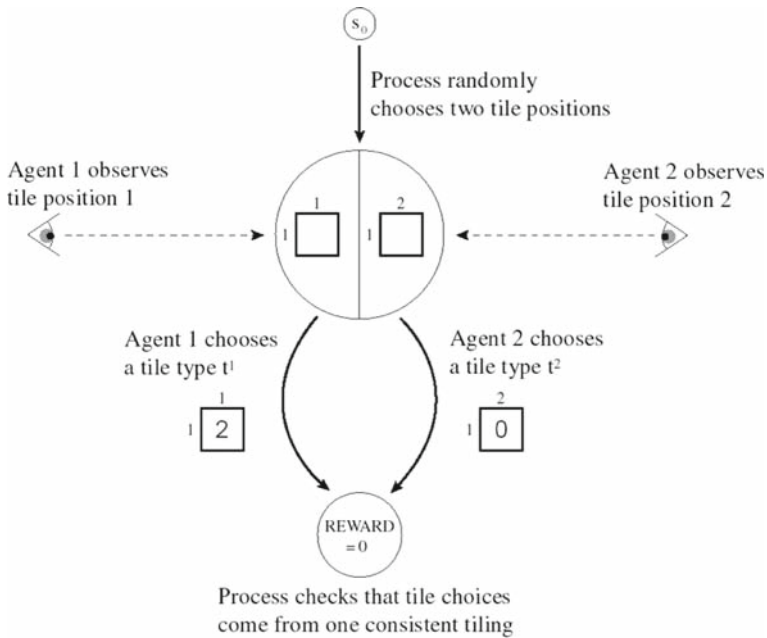 s₀
Process randomly
chooses two tile positions
Agent 1 observes
tile position 1
Agent 2 observes
tile position 2
1
2
1
1
Agent 1 chooses
a tile type t¹
Agent 2 chooses
a tile type t²
1
1 2
2
1 0
REWARD
= 0
Process checks that tile choices
come from one consistent tiling